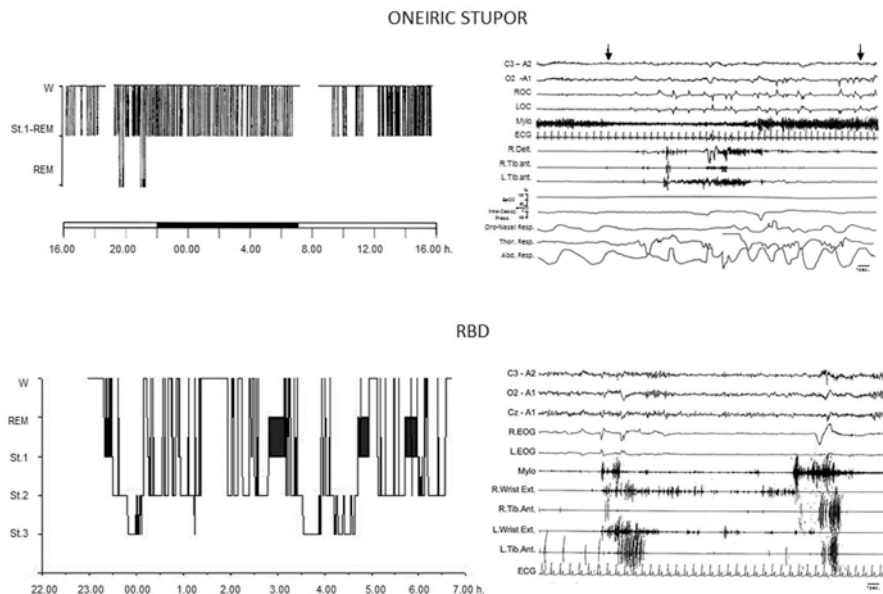 ONEIRIC STUPOR
W
St.1-REM
REM
16.00 20.00 00.00 4.00 8.00 12.00 16.00 h.
C3 - A2
O2 -A1
ROC
LOC
Mylo
ECG
R.Delt.
R.Tib.ant.
L.Tib.ant.
Oro-Nasal Resp.
Thor. Resp.
Abd. Resp.
RBD
W
REM
St.1
St.2
St.3
22.00 23.00 00.00 1.00 2.00 3.00 4.00 5.00 6.00 7.00 h.
C3 - A2
O2 - A1
Cz - A1
R.EOG
L.EOG
Mylo
R.Wrist Ext.
R.Tib.Ant.
L.Wrist Ext.
L.Tib.Ant.
ECG